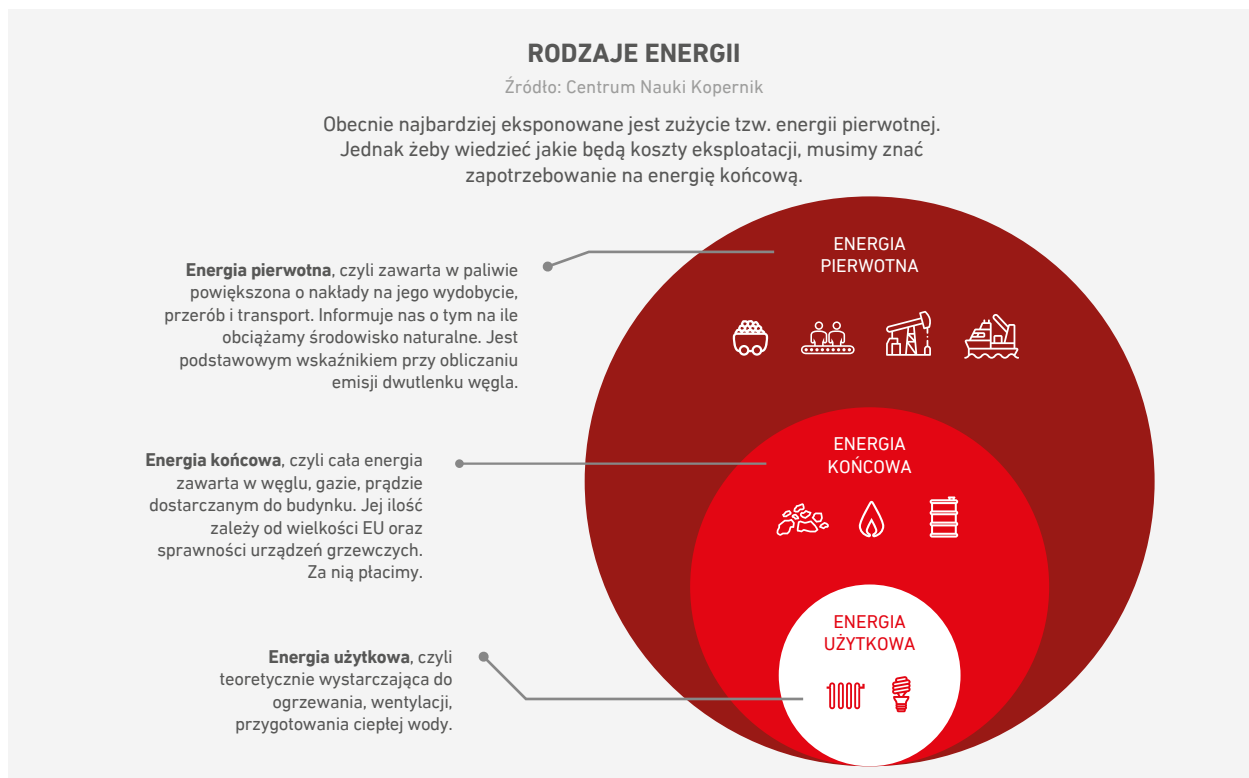 RODZAJE ENERGII
Źródło: Centrum Nauki Kopernik
Obecnie najbardziej eksponowane jest zużycie tzw. energii pierwotnej.
Jednak żeby wiedzieć jakie będą koszty eksploatacji, musimy znać
zapotrzebowanie na energię końcową.
ENERGIA
PIERWOTNA
Energia pierwotna, czyli zawarta w paliwie
powiększona o nakłady na jego wydobycie,
przerób i transport. Informuje nas o tym na ile
obciążamy środowisko naturalne. Jest
podstawowym wskaźnikiem przy obliczaniu
emisji dwutlenku węgla.
ENERGIA
KOŃCOWA
Energia końcowa, czyli cała energia
zawarta w węglu, gazie, prądzie
dostarczanym do budynku. Jej ilość
zależy od wielkości EU oraz
sprawności urządzeń grzewczych.
Za nią płacimy.
ENERGIA
UŻYTKOWA
Energia użytkowa, czyli
teoretycznie wystarczająca do
ogrzewania, wentylacji,
przygotowania ciepłej wody.